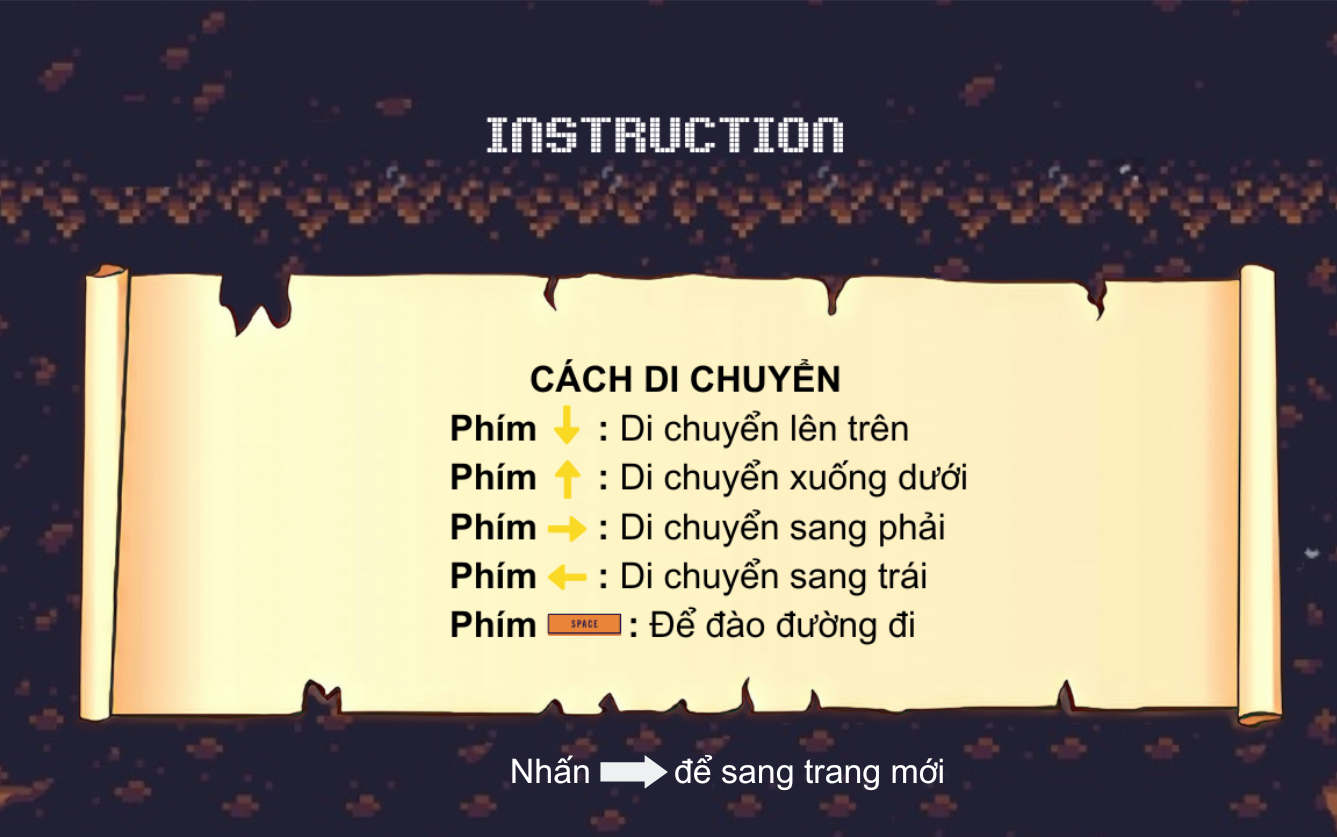 INSTRUCTION
CÁCH DI CHUYỂN
Phím ↓ : Di chuyển lên trên
Phím ↑ : Di chuyển xuống dưới
Phím → : Di chuyển sang phải
Phím ← : Di chuyển sang trái
Phím SPACE : Để đào đường đi
Nhấn → để sang trang mới